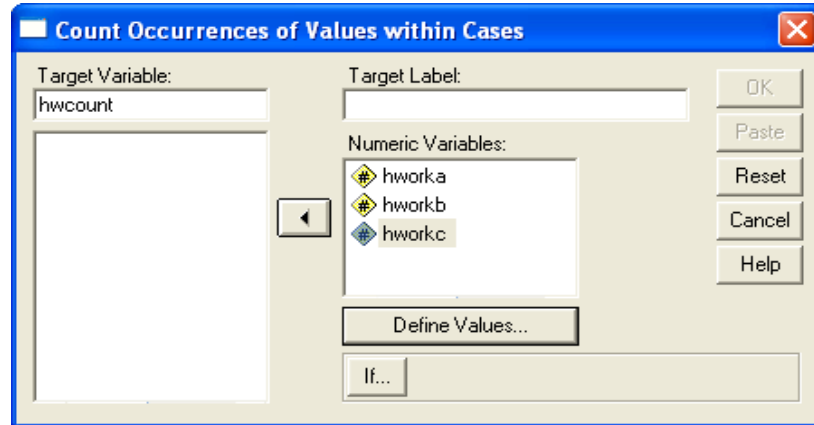 Count Occurrences of Values within Cases
Target Variable:
hwcount
Target Label:
Numeric Variables:
# hworka
# hworkb
# hworkc
Define Values...
If...
OK
Paste
Reset
Cancel
Help